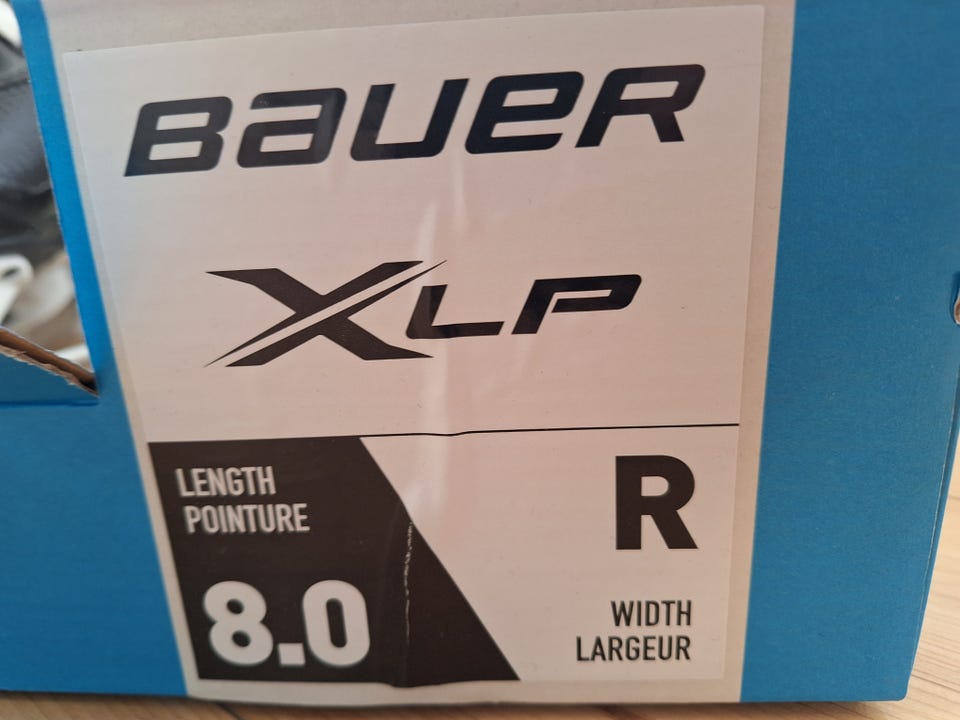 BAUER
XLP
LENGTH
POINTURE
8.0
R
WIDTH
LARGEUR